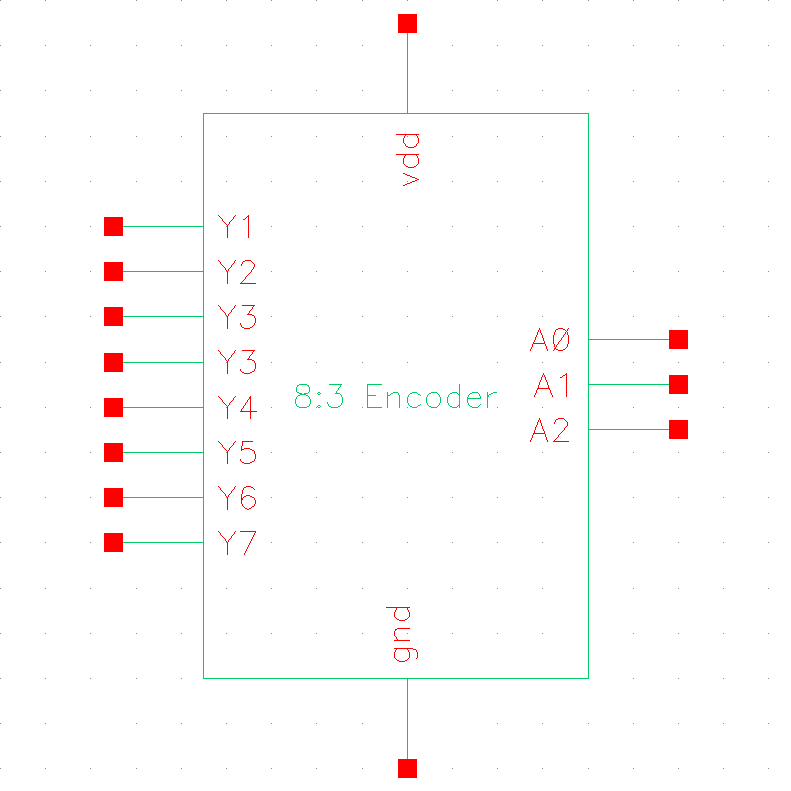 vdd
Y1
Y2
Y3
Y3
Y4
Y5
Y6
Y7
8:3 Encoder
A0
A1
A2
gnd